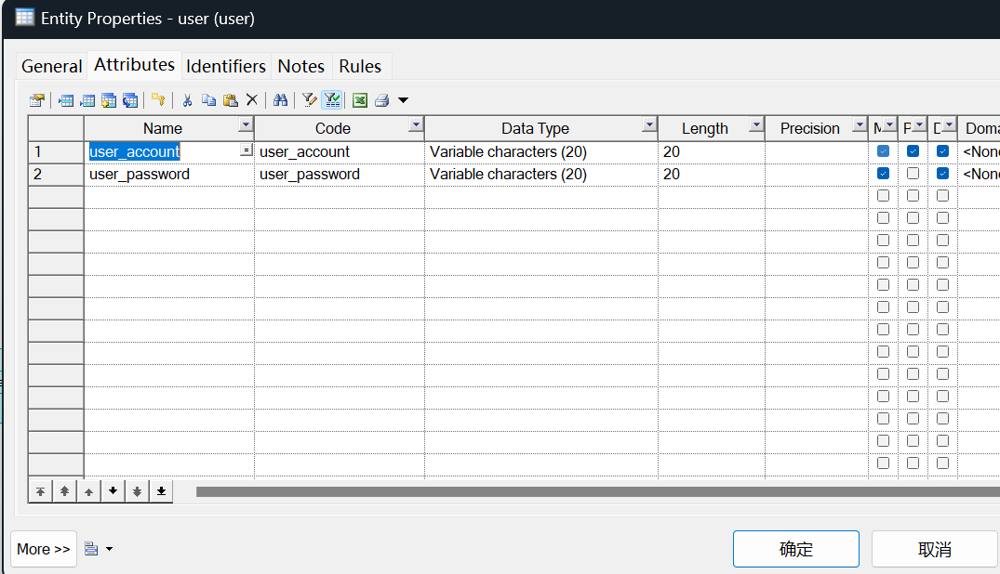 Entity Properties - user (user)
General Attributes Identifiers Notes Rules
Name Code Data Type Length Precision M P D Doma
1 user_account = user_account Variable characters (20) 20 <None
2 user_password user_password Variable characters (20) 20 <None
More >> 确定 取消